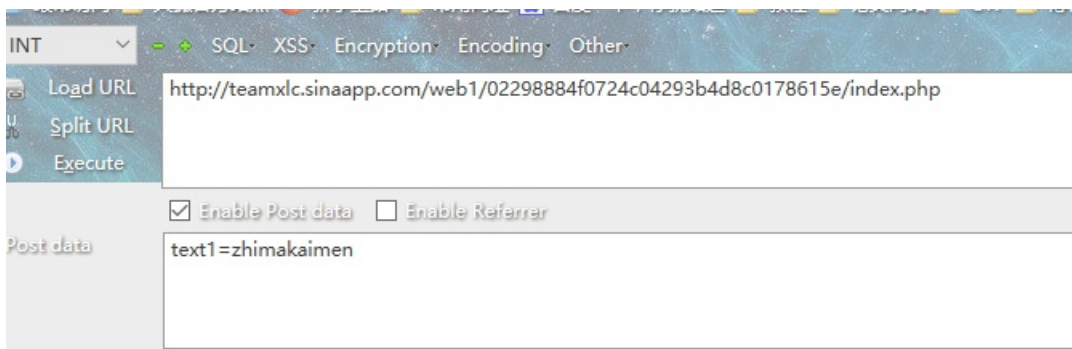 INT
SQL XSS Encryption Encoding Other
Load URL
http://teamxlc.sinaapp.com/web1/02298884f0724c04293b4d8c0178615e/index.php
Split URL
Execute
Enable Post data Enable Referrer
Post data
text1=zhimakaimen